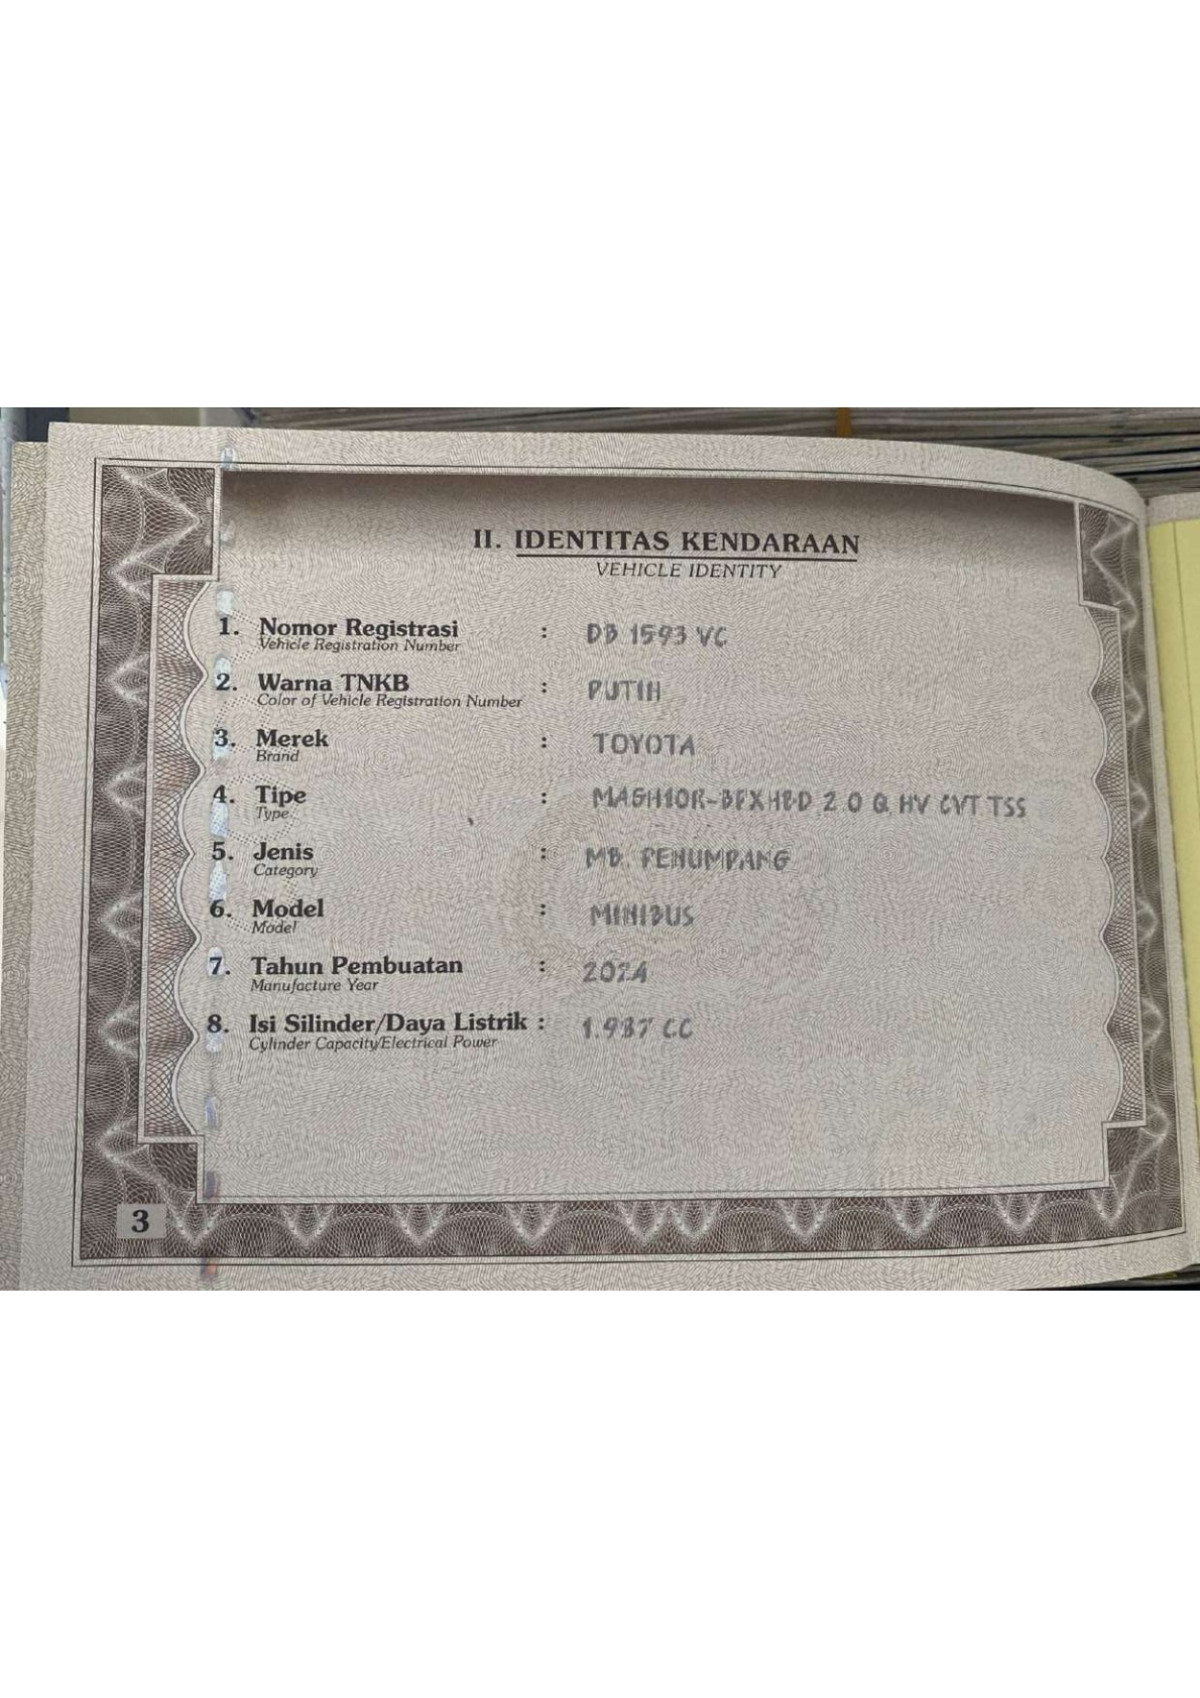 II. IDENTITAS KENDARAAN
VEHICLE IDENTITY
1. Nomor Registrasi : DB 1593 VC
Vehicle Registration Number
2. Warna TNKB : PUTIH
Color of Vehicle Registration Number
3. Merek : TOYOTA
Brand
4. Tipe : MAGH10R-BPXHBD 2.0 Q HV CVT TSS
Type
5. Jenis : MB. PENUMPANG
Category
6. Model : MINIBUS
Model
7. Tahun Pembuatan : 2024
Manufacture Year
8. Isi Silinder/Daya Listrik : 1.987 CC
Cylinder Capacity/Electrical Power
3